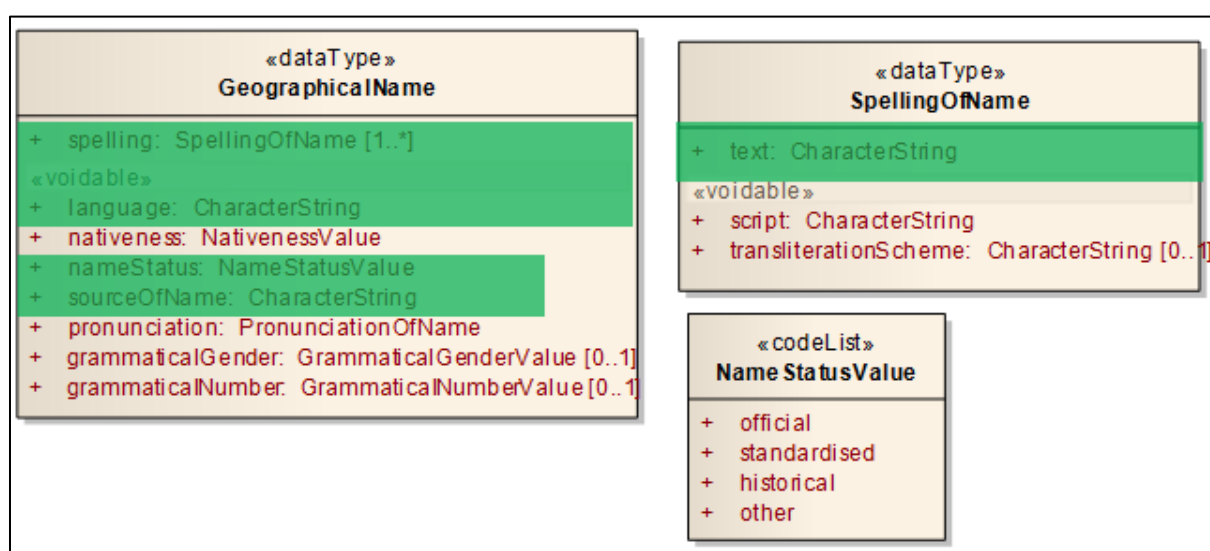 «dataType»
GeographicalName
+ spelling: SpellingOfName [1..*]
«voidable»
+ language: CharacterString
+ nativeness: NativenessValue
+ nameStatus: NameStatusValue
+ sourceOfName: CharacterString
+ pronunciation: PronunciationOfName
+ grammaticalGender: GrammaticalGenderValue [0..1]
+ grammaticalNumber: GrammaticalNumberValue [0..1]
«dataType»
SpellingOfName
+ text: CharacterString
«voidable»
+ script: CharacterString
+ transliterationScheme: CharacterString [0..1]
«codeList»
NameStatusValue
+ official
+ standardised
+ historical
+ other